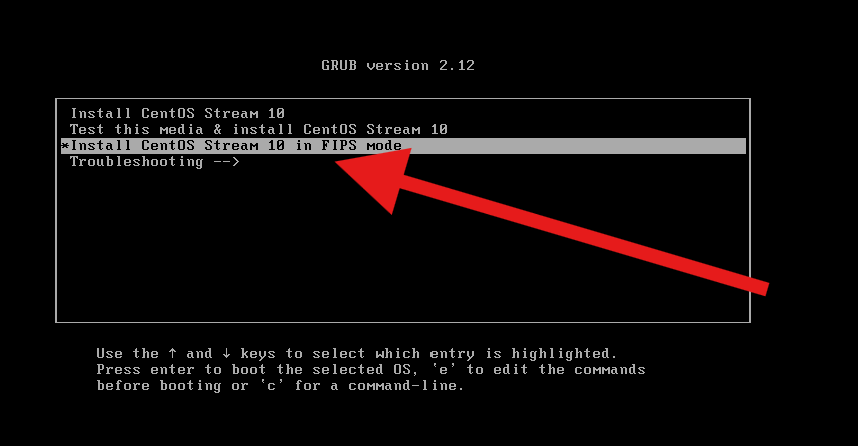 GRUB version 2.12
Install CentOS Stream 10
Test this media & install CentOS Stream 10
*Install CentOS Stream 10 in FIPS mode
Troubleshooting -->
Use the ↑ and ↓ keys to select which entry is highlighted.
Press enter to boot the selected OS, `e' to edit the commands
before booting or `c' for a command-line.